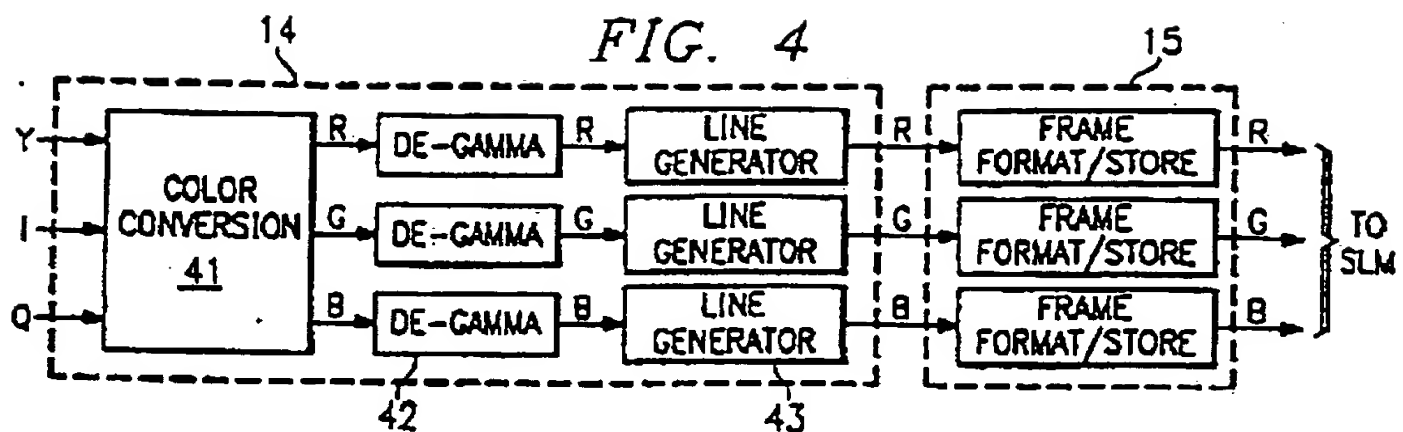 FIG. 4
14
15
Y
I
Q
COLOR
CONVERSION
41
R
DE-GAMMA
R
LINE
GENERATOR
R
FRAME
FORMAT/STORE
R
G
DE-GAMMA
G
LINE
GENERATOR
G
FRAME
FORMAT/STORE
G
B
DE-GAMMA
B
LINE
GENERATOR
B
FRAME
FORMAT/STORE
B
TO
SLM
42
43